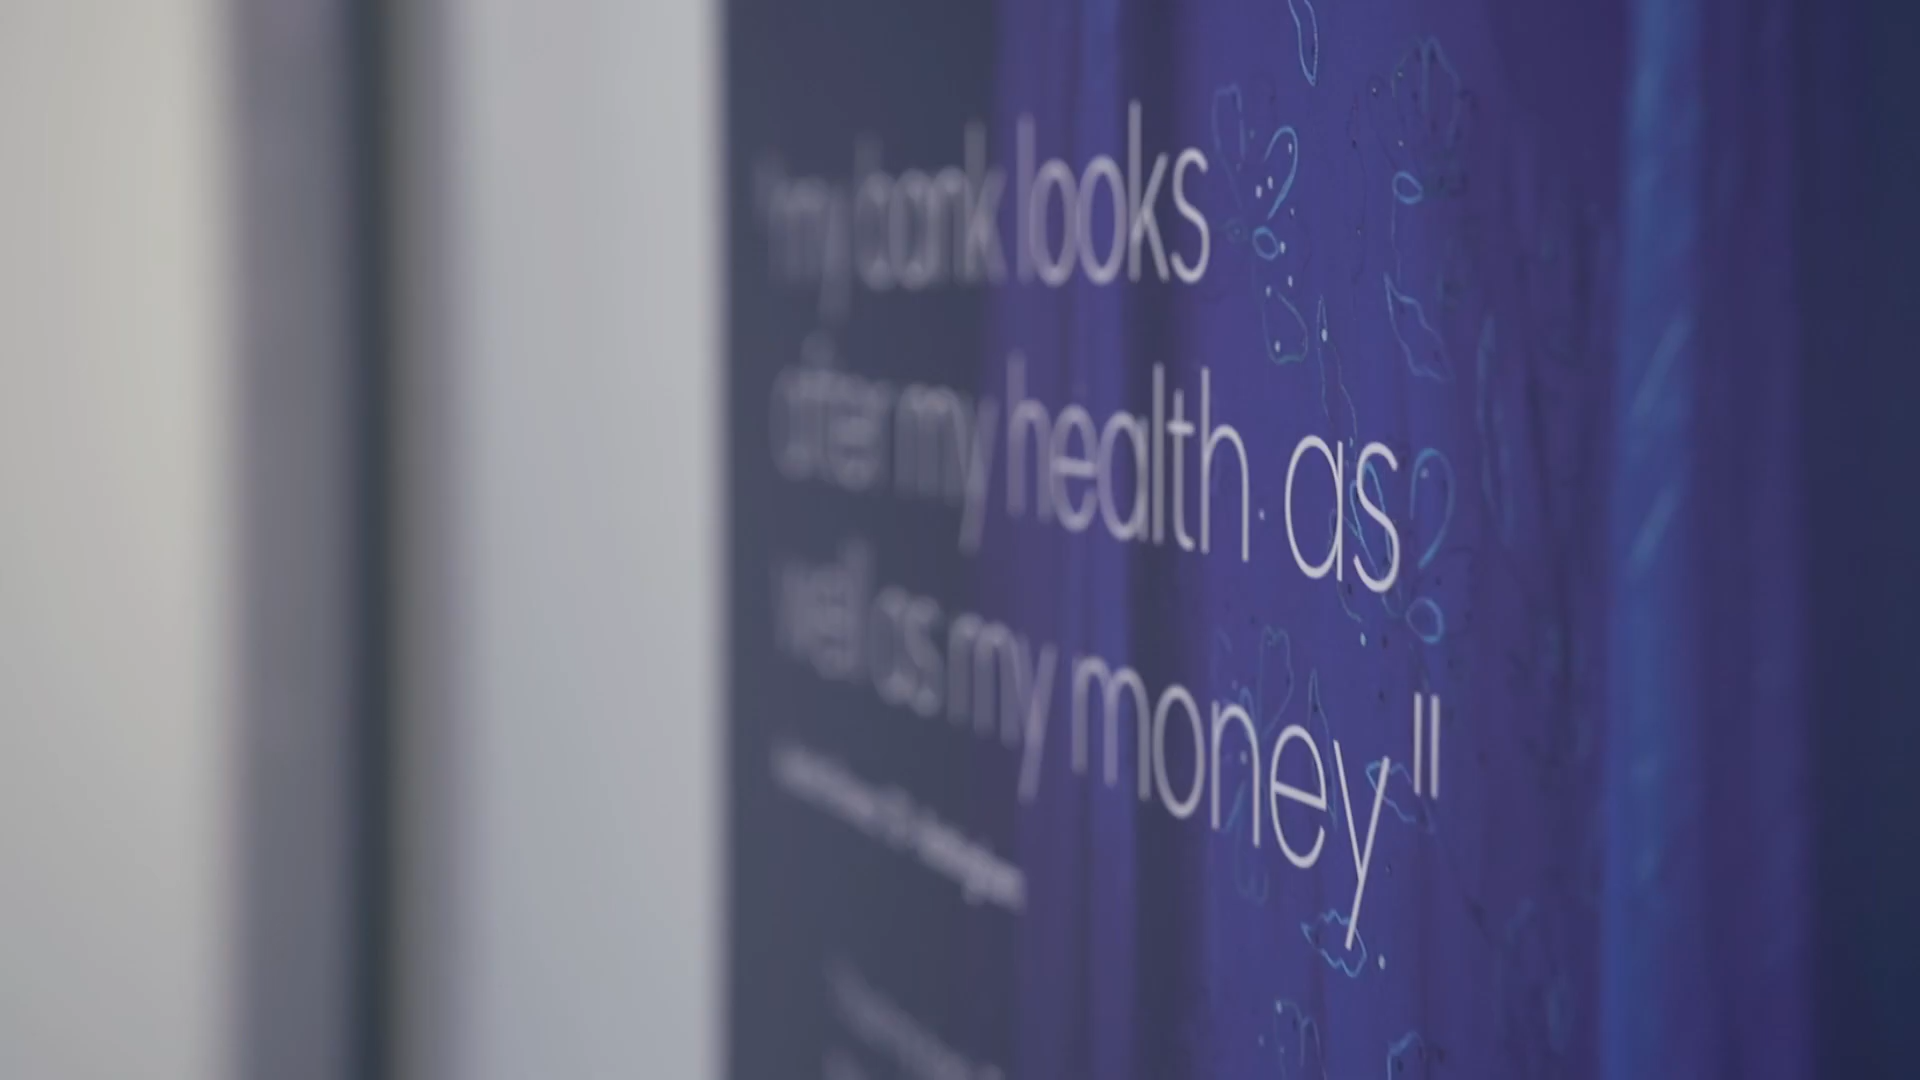 "my bank looks
after my health as
well as my money"